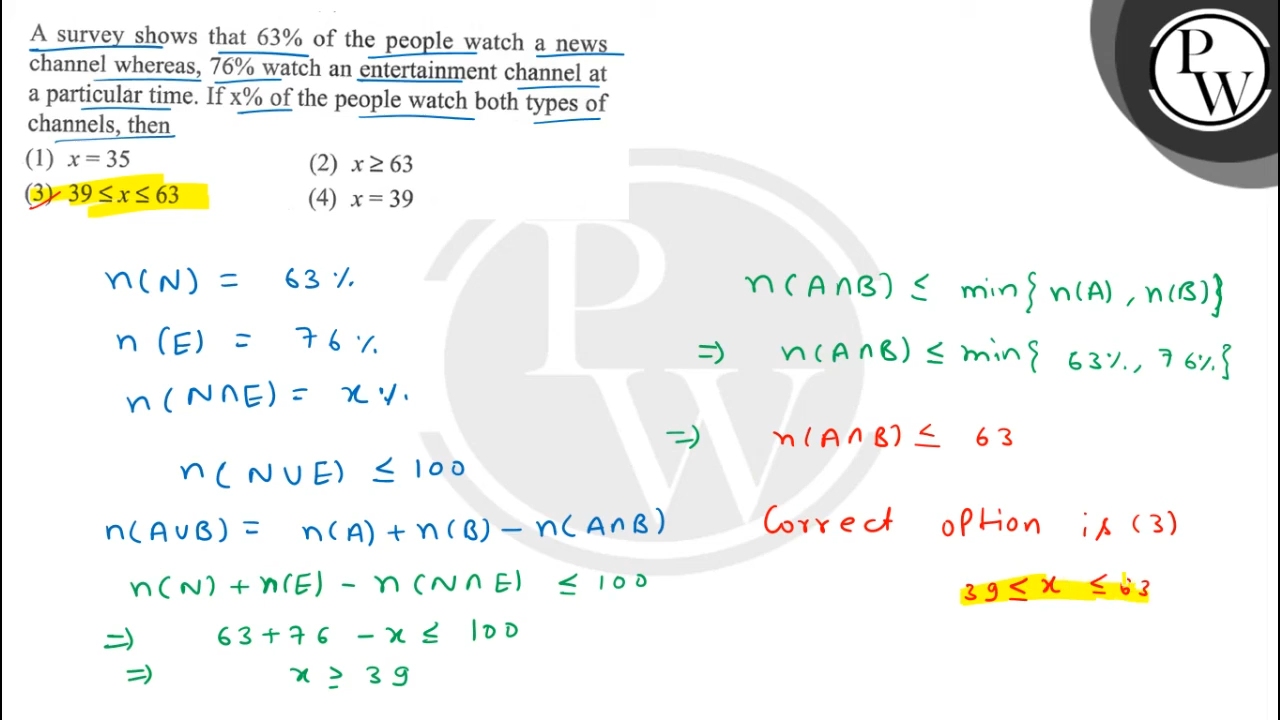 A survey shows that 63% of the people watch a news
channel whereas, 76% watch an entertainment channel at
a particular time. If x% of the people watch both types of
channels, then
(1) x = 35
(2) x ≥ 63
(3) 39 ≤ x ≤ 63
(4) x = 39
n(N) = 63%
n(E) = 76%
n(N∩E) = x%
n(N∪E) ≤ 100
n(A∪B) = n(A) + n(B) − n(A∩B)
n(N) + n(E) − n(N∩E) ≤ 100
⇒ 63 + 76 − x ≤ 100
⇒ x ≥ 39
n(A∩B) ≤ min{n(A), n(B)}
⇒ n(A∩B) ≤ min{63%, 76%}
⇒ n(A∩B) ≤ 63
Correct option is (3)
39 ≤ x ≤ 63
P
W
P
W